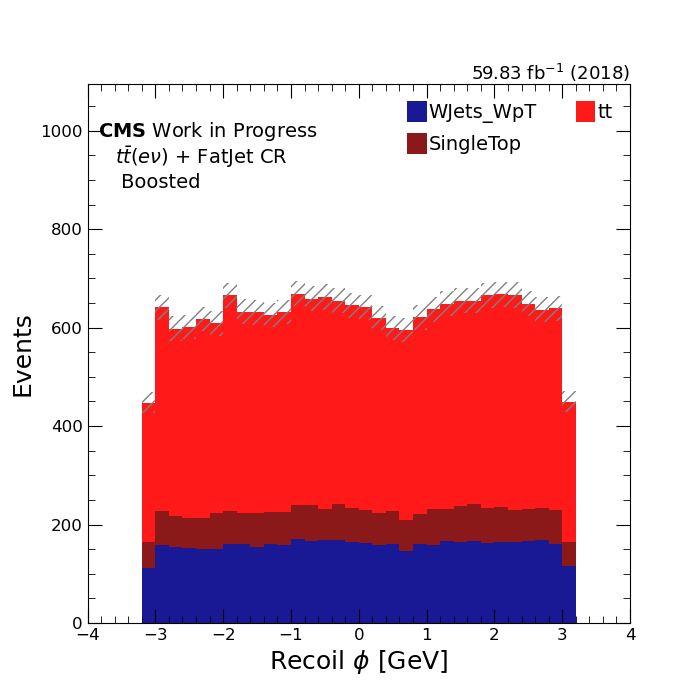 59.83 fb⁻¹ (2018)
CMS Work in Progress
tt̄(eν) + FatJet CR
Boosted
WJets_WpT
tt
SingleTop
Events
1000
800
600
400
200
0
−4 −3 −2 −1 0 1 2 3 4
Recoil ϕ [GeV]